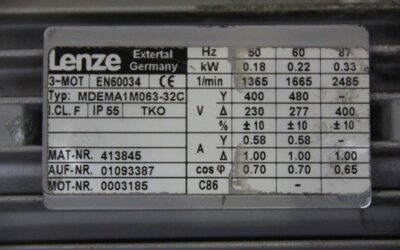 Lenze Extertal Germany Hz 50 60 87
kW 0.18 0.22 0.33
3~MOT EN60034 CE 1/min 1365 1665 2485
Typ: MDEMA1M063-32C Y 400 480 -
I.CL. F IP 55 TKO V Δ 230 277 400
% ±10 ±10 ±10
Y 0.58 0.58 -
A
MAT-NR. 413845 Δ 1.00 1.00 1.00
AUF-NR. 01093387 cos φ 0.70 0.70 0.65
MOT-NR. 0003185 C86